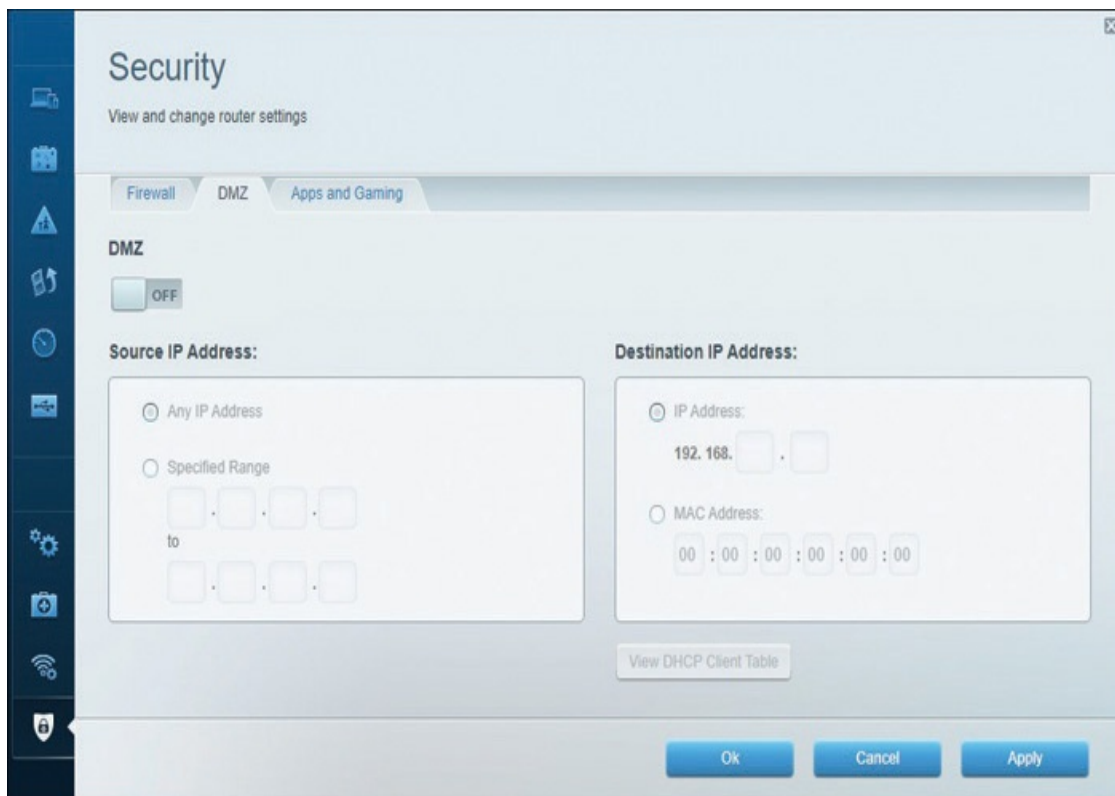 Security
View and change router settings
Firewall DMZ Apps and Gaming
DMZ
OFF
Source IP Address:
Any IP Address
Specified Range
. . .
to
. . .
Destination IP Address:
IP Address:
192. 168. .
MAC Address:
00 : 00 : 00 : 00 : 00 : 00
View DHCP Client Table
Ok Cancel Apply